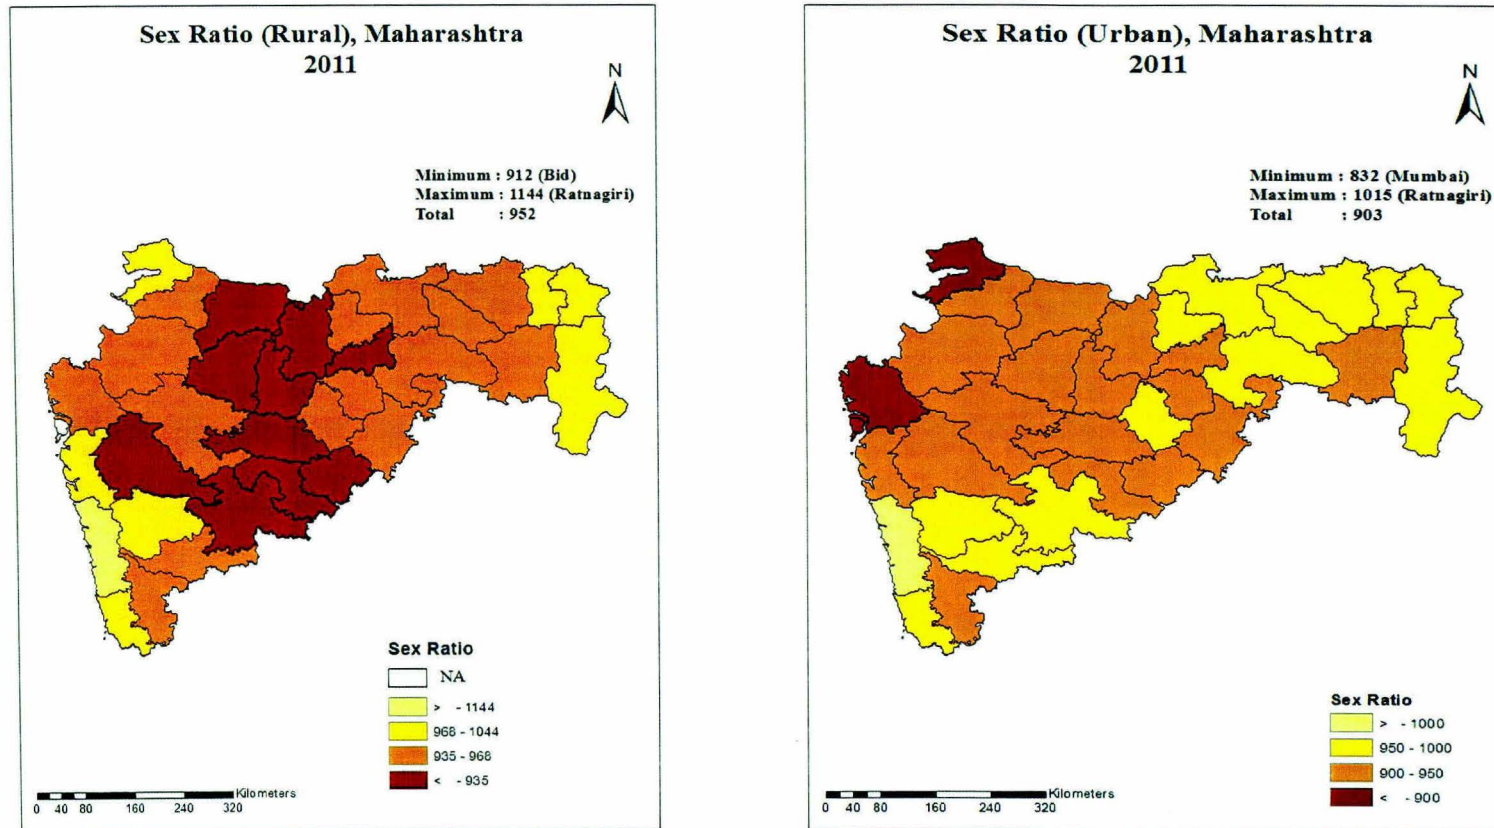 Sex Ratio (Rural), Maharashtra
2011
N
Minimum : 912 (Bid)
Maximum : 1144 (Ratnagiri)
Total : 952
Sex Ratio
NA
> - 1144
968 - 1044
935 - 968
< - 935
Kilometers
0 40 80 160 240 320
Sex Ratio (Urban), Maharashtra
2011
N
Minimum : 832 (Mumbai)
Maximum : 1015 (Ratnagiri)
Total : 903
Sex Ratio
> - 1000
950 - 1000
900 - 950
< - 900
Kilometers
0 40 80 160 240 320